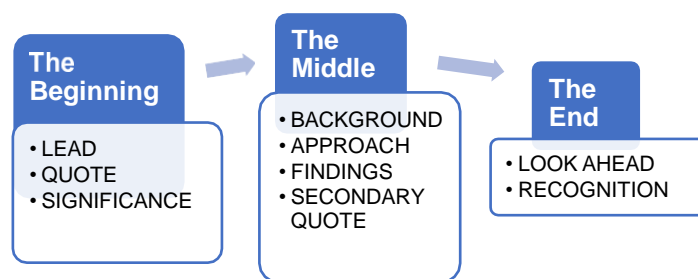 The
Beginning
• LEAD
• QUOTE
• SIGNIFICANCE
The
Middle
• BACKGROUND
• APPROACH
• FINDINGS
• SECONDARY
QUOTE
The
End
• LOOK AHEAD
• RECOGNITION